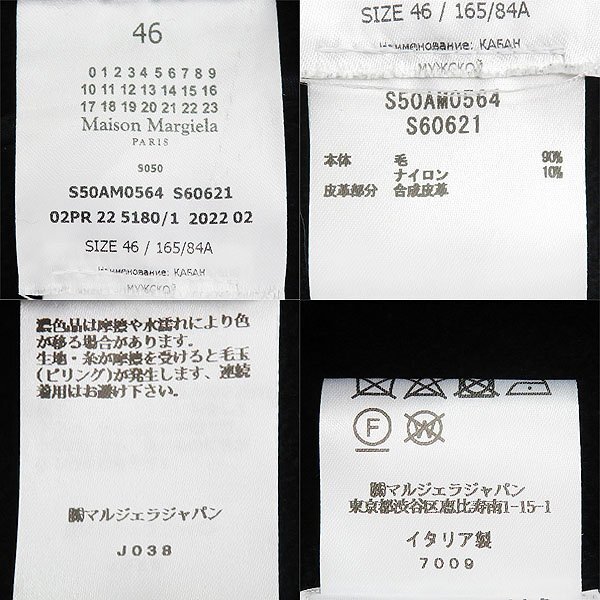 46
0 1 2 3 4 5 6 7 8 9
10 11 12 13 14 15 16
17 18 19 20 21 22 23
Maison Margiela
PARIS
S050
S50AM0564 S60621
02PR 22 5180/1 2022 02
SIZE 46 / 165/84A
Наименование: КАБАН
МУЖСКОЙ
SIZE 46 / 165/84A
Наименование: КАБАН
МУЖСКОЙ
S50AM0564
S60621
本体 毛 90%
ナイロン 10%
皮革部分 合成皮革
濃色品は摩擦や水濡れにより色
が移る場合があります。
生地・糸が摩擦を受けると毛玉
(ピリング)が発生します、連続
着用はお避け下さい。
㈱マルジェラジャパン
J038
F W
㈱マルジェラジャパン
東京都渋谷区恵比寿南1-15-1
イタリア製
7009